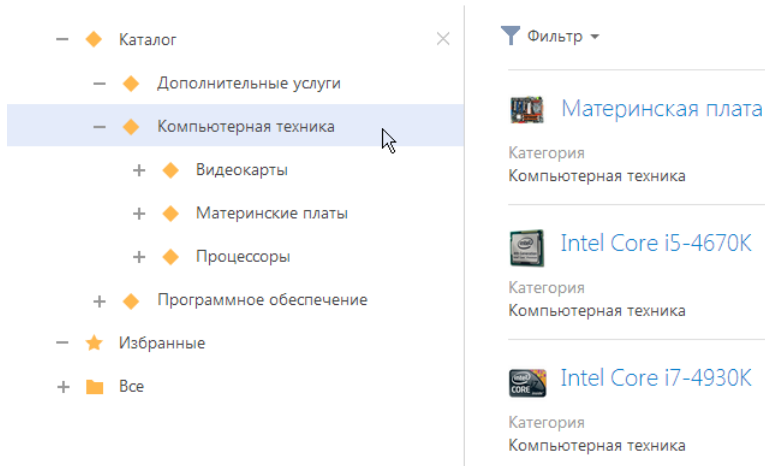 Каталог
Дополнительные услуги
Компьютерная техника
Видеокарты
Материнские платы
Процессоры
Программное обеспечение
Избранные
Все
Фильтр
Материнская плата
Категория
Компьютерная техника
Intel Core i5-4670K
Категория
Компьютерная техника
Intel Core i7-4930K
Категория
Компьютерная техника